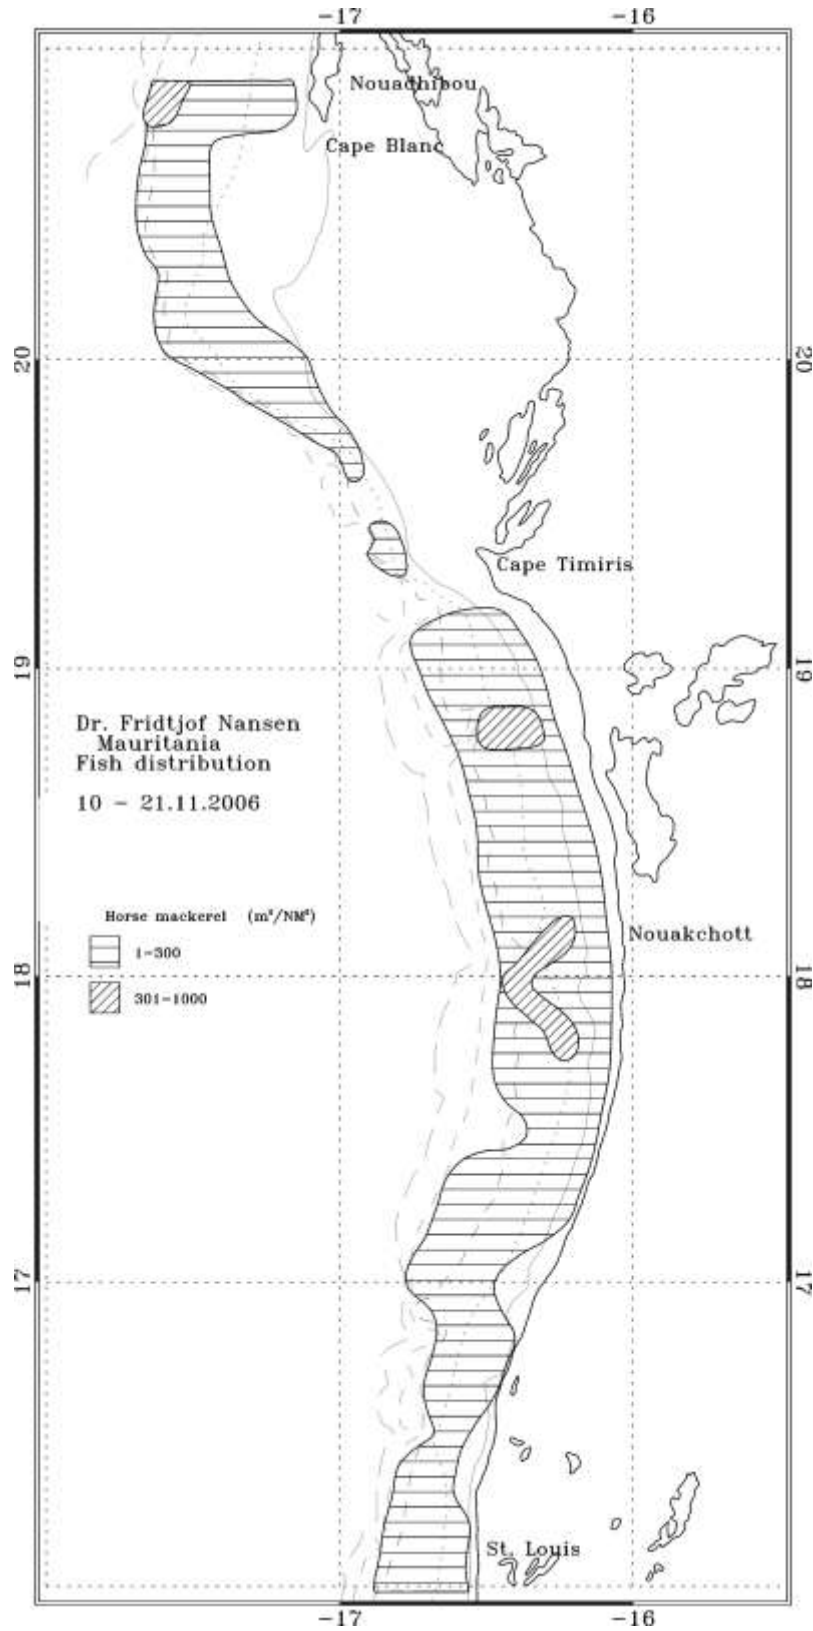 -17 -16
Nouadhibou
Cape Blanc
20 20
Cape Timiris
19 19
Dr. Fridtjof Nansen
Mauritania
Fish distribution
10 - 21.11.2006
Horse mackerel (m²/NM²)
1-300
Nouakchott
18 18
301-1000
17 17
St. Louis
-17 -16